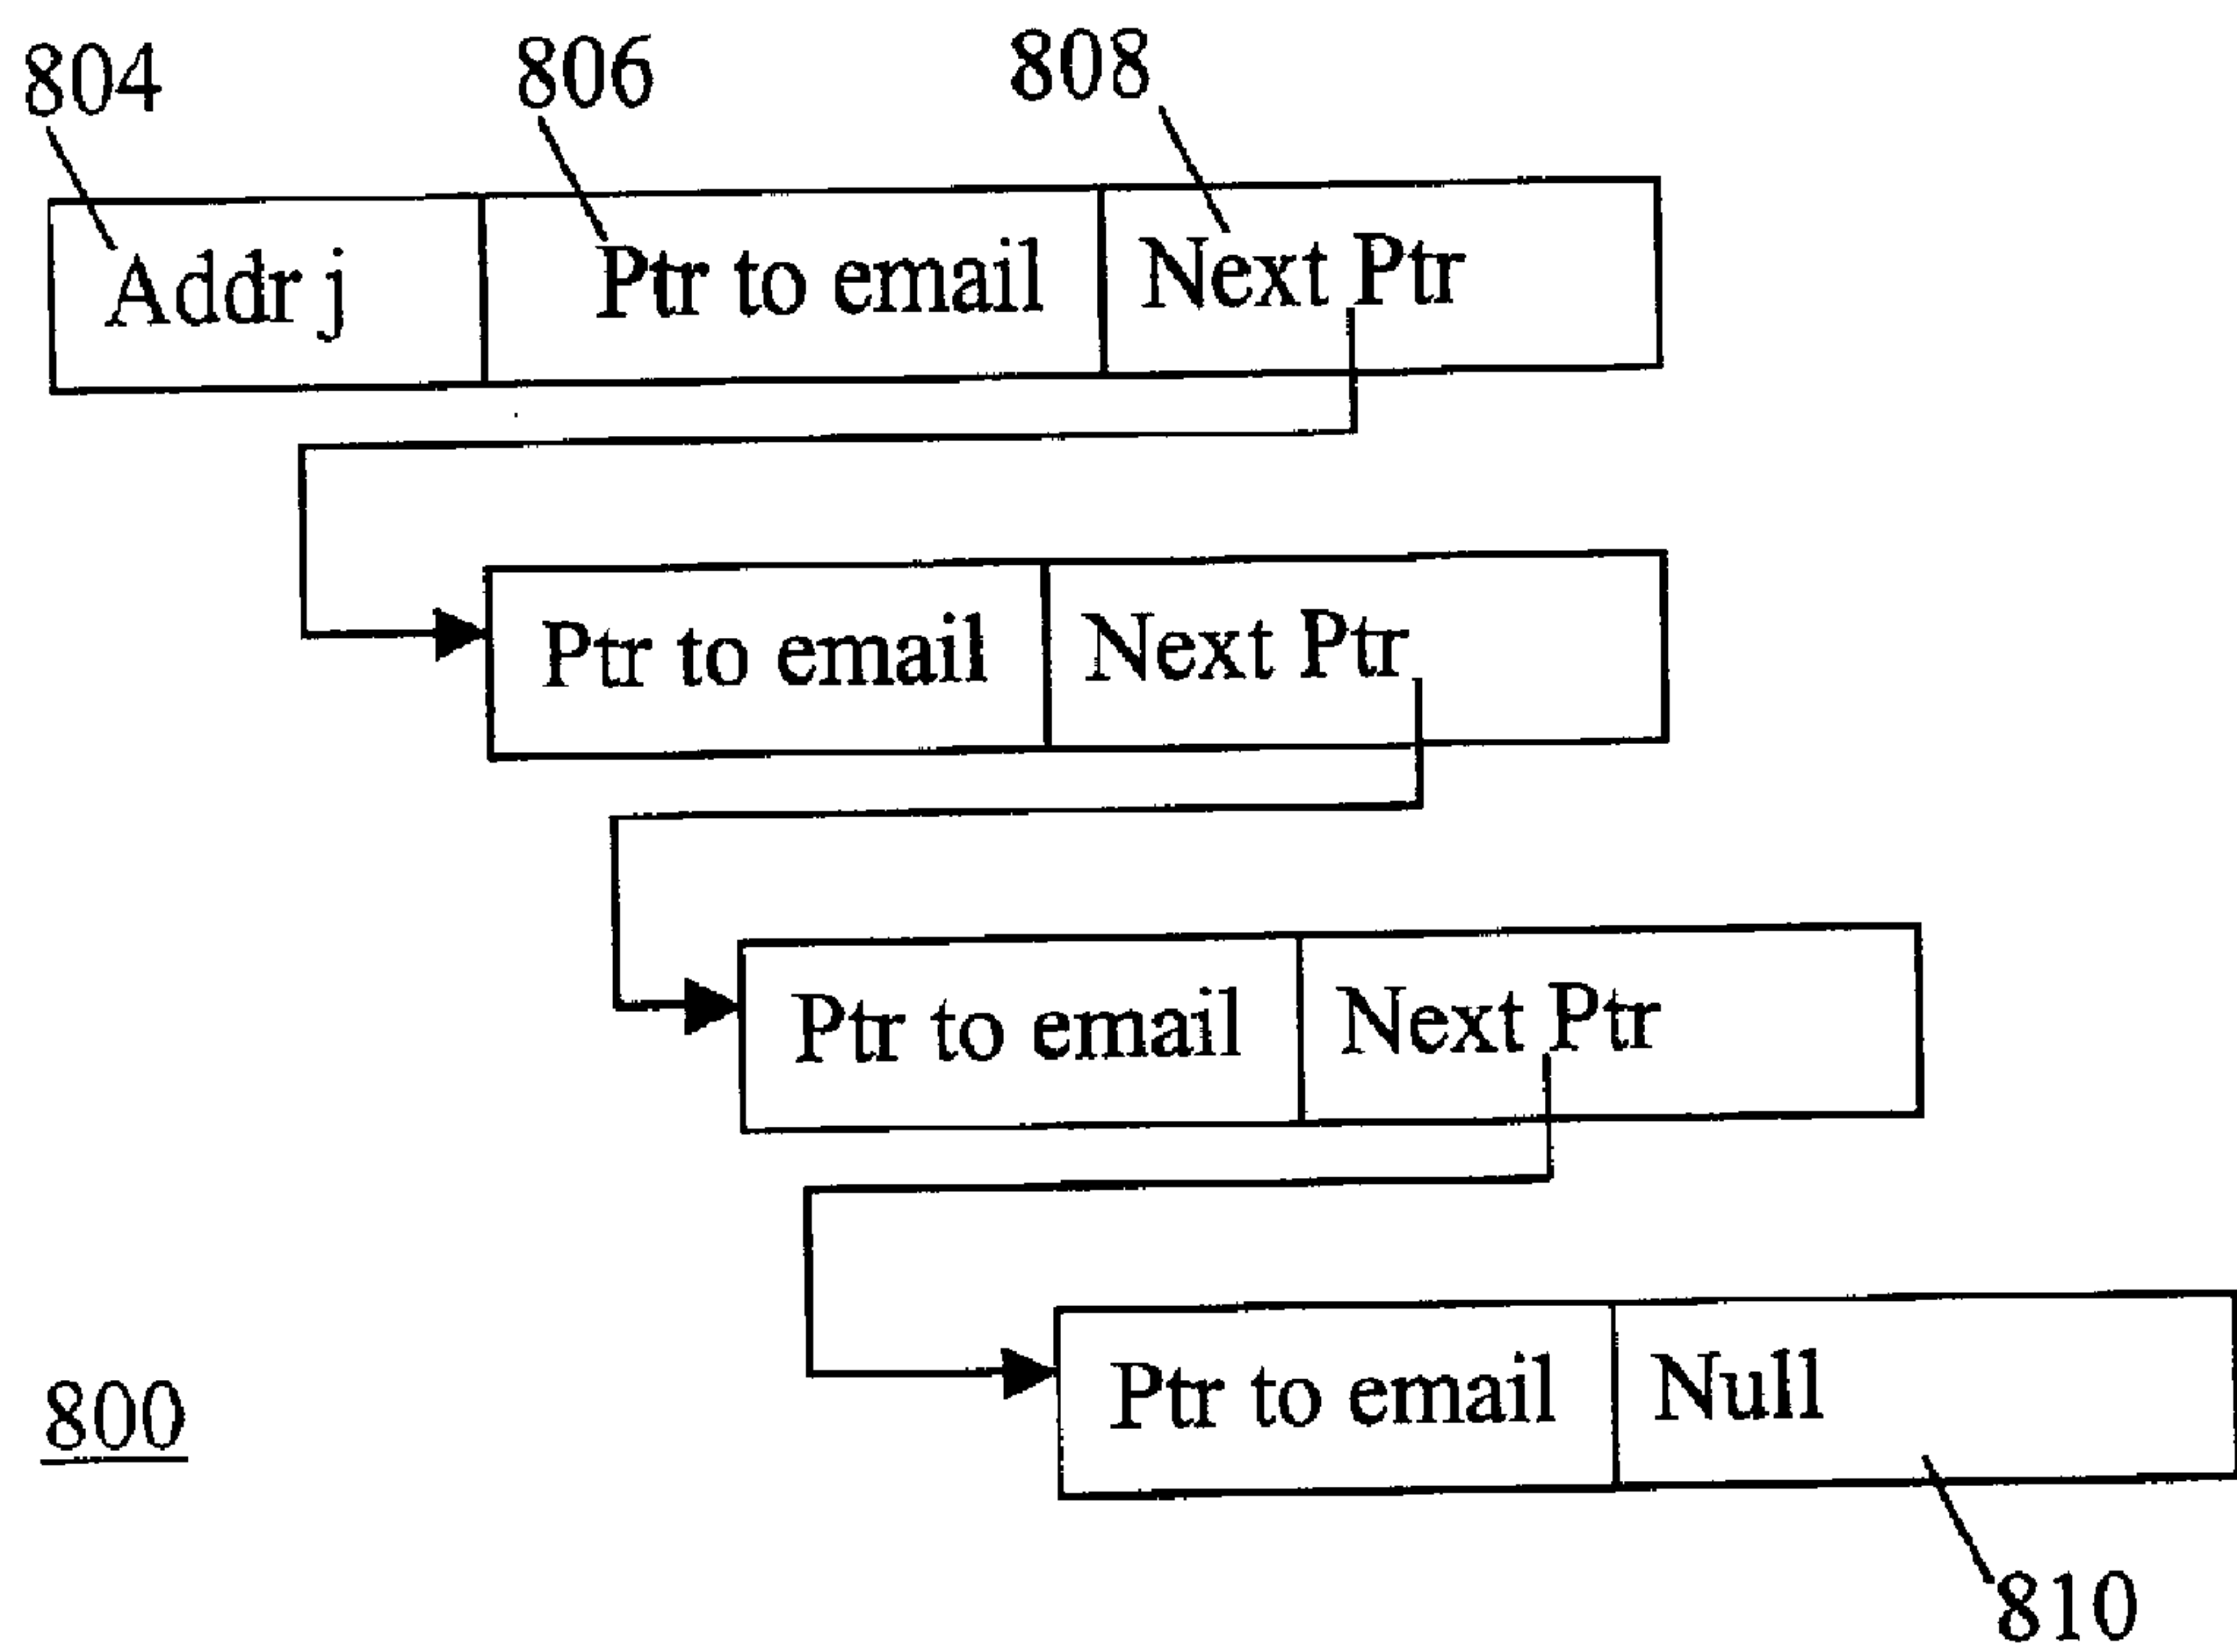 804 806 808
Addr j Ptr to email Next Ptr
Ptr to email Next Ptr
Ptr to email Next Ptr
Ptr to email Null
800
810